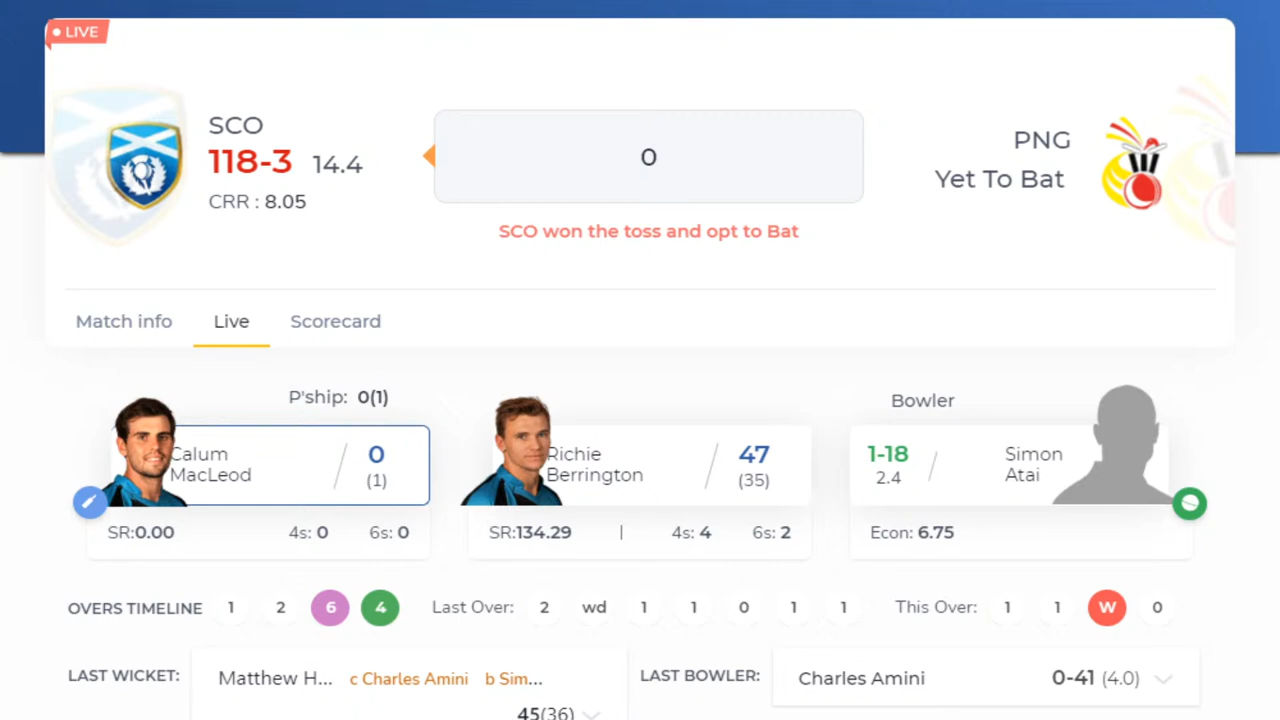 LIVE
SCO
118-3 14.4
CRR : 8.05
0
SCO won the toss and opt to Bat
PNG
Yet To Bat
Match info Live Scorecard
P'ship: 0(1)
Calum MacLeod
0
(1)
SR:0.00 4s: 0 6s: 0
Richie Berrington
47
(35)
SR:134.29 | 4s: 4 6s: 2
Bowler
1-18
2.4
Simon Atai
Econ: 6.75
OVERS TIMELINE 1 2 6 4 Last Over: 2 wd 1 1 0 1 1 This Over: 1 1 W 0
LAST WICKET: Matthew H... c Charles Amini b Sim...
45(36)
LAST BOWLER: Charles Amini 0-41 (4.0)